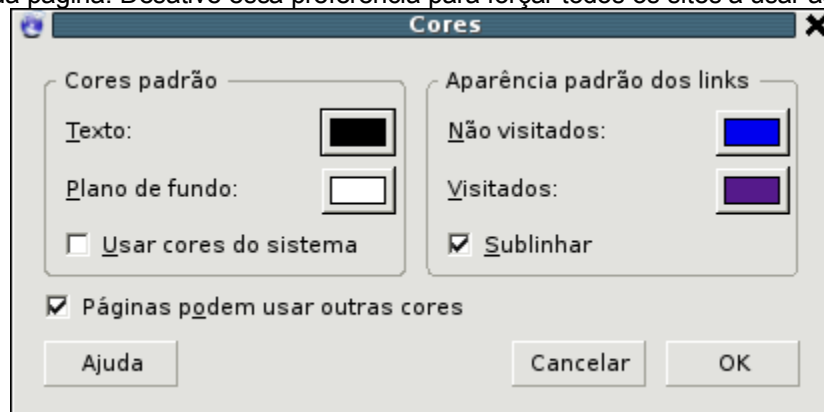 da página. Desative essa preferência para forçar todos os sites a usar a
Cores
Cores padrão
Texto:
Plano de fundo:
Usar cores do sistema
Aparência padrão dos links
Não visitados:
Visitados:
Sublinhar
Páginas podem usar outras cores
Ajuda
Cancelar
OK